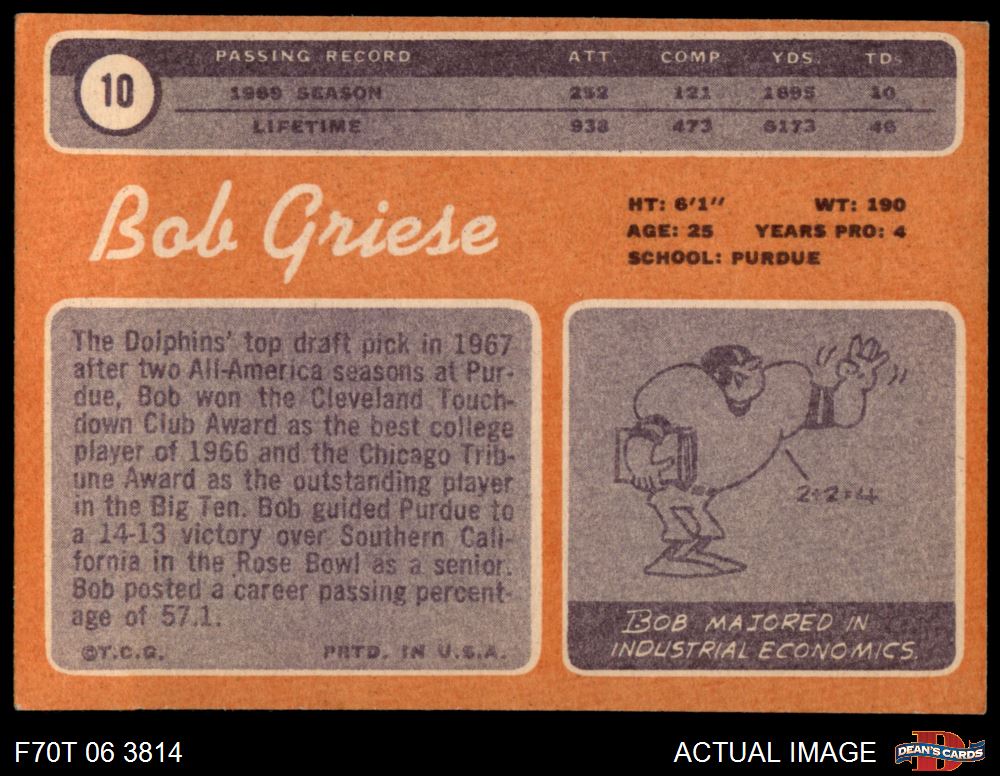 10
PASSING RECORD ATT. COMP. YDS. TD.
1969 SEASON 252 121 1695 10
LIFETIME 938 473 6173 46
Bob Griese
HT: 6'1" WT: 190
AGE: 25 YEARS PRO: 4
SCHOOL: PURDUE
The Dolphins' top draft pick in 1967
after two All-America seasons at Pur-
due, Bob won the Cleveland Touch-
down Club Award as the best college
player of 1966 and the Chicago Trib-
une Award as the outstanding player
in the Big Ten. Bob guided Purdue to
a 14-13 victory over Southern Cali-
fornia in the Rose Bowl as a senior.
Bob posted a career passing percent-
age of 57.1.
©T.C.G. PRTD. IN U.S.A.
2+2=4
BOB MAJORED IN
INDUSTRIAL ECONOMICS.
F70T 06 3814
ACTUAL IMAGE
DEAN'S CARDS